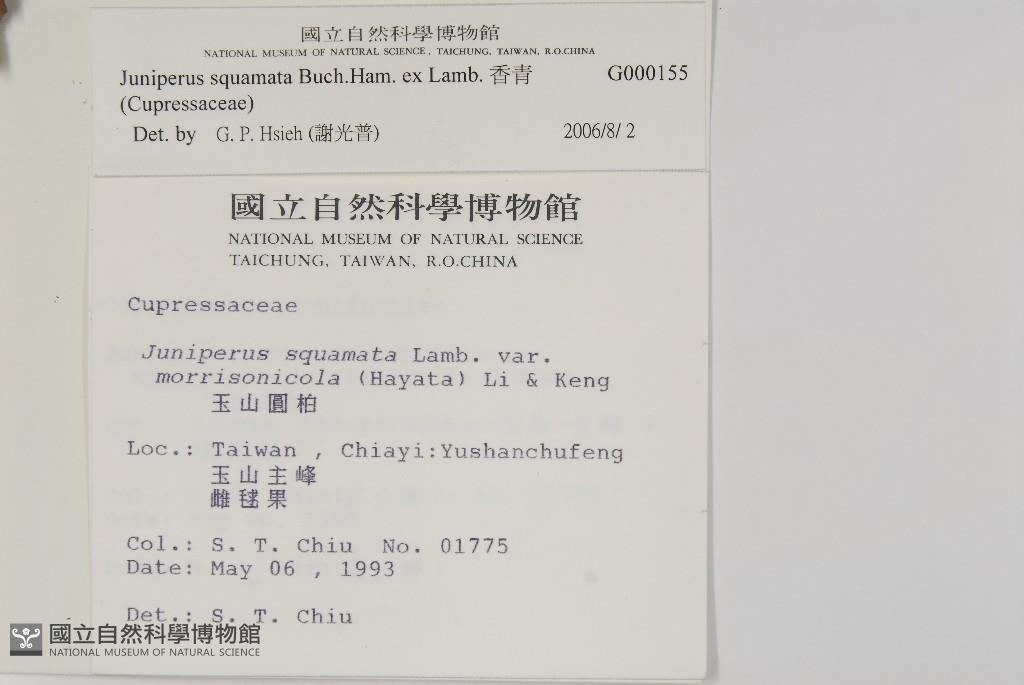 國立自然科學博物館
NATIONAL MUSEUM OF NATURAL SCIENCE, TAICHUNG, TAIWAN, R.O.CHINA
Juniperus squamata Buch.Ham. ex Lamb. 香青 G000155
(Cupressaceae)
Det. by G. P. Hsieh (謝光普) 2006/8/ 2
國立自然科學博物館
NATIONAL MUSEUM OF NATURAL SCIENCE
TAICHUNG, TAIWAN, R.O.CHINA
Cupressaceae
Juniperus squamata Lamb. var.
morrisonicola (Hayata) Li & Keng
玉山圓柏
Loc.: Taiwan , Chiayi:Yushanchufeng
玉山主峰
雌毬果
Col.: S. T. Chiu No. 01775
Date: May 06 , 1993
Det.: S. T. Chiu
國立自然科學博物館
NATIONAL MUSEUM OF NATURAL SCIENCE